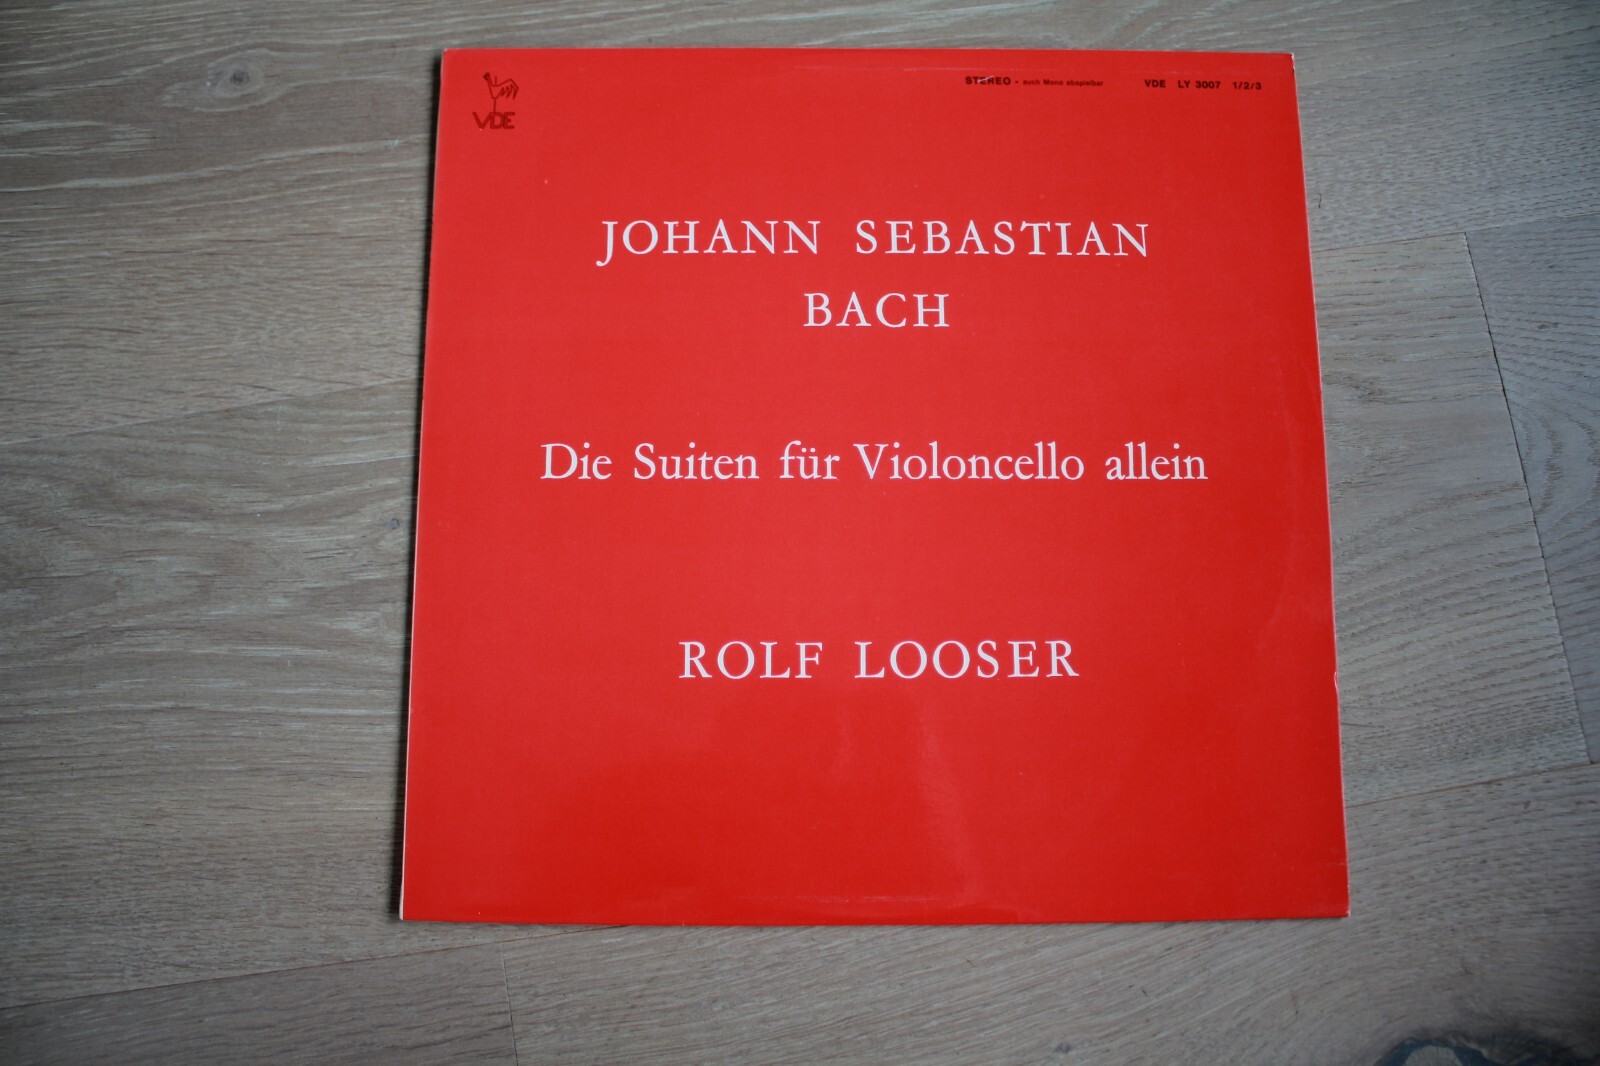 VDE
STEREO - auch Mono abspielbar VDE LY 3007 1/2/3
JOHANN SEBASTIAN
BACH
Die Suiten für Violoncello allein
ROLF LOOSER